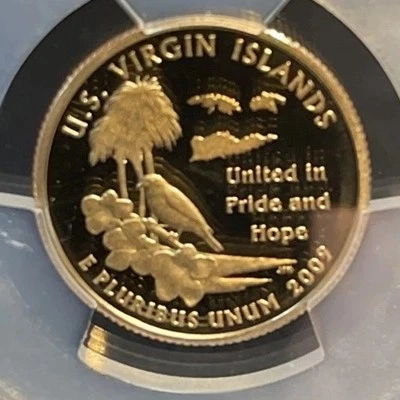 U.S. VIRGIN ISLANDS
United in
Pride and
Hope
E PLURIBUS UNUM 2009